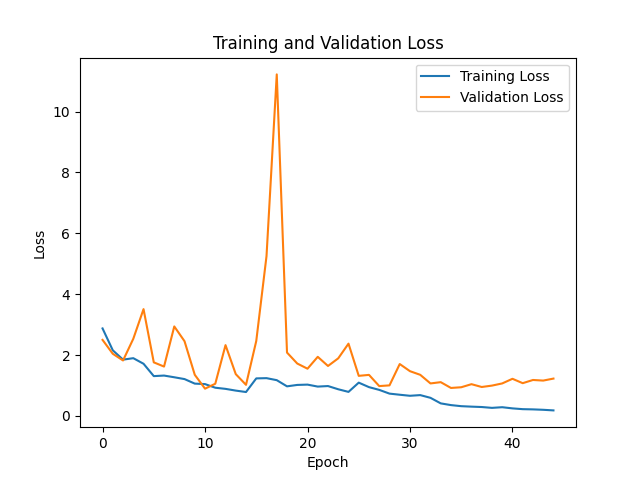 Training and Validation Loss
Training Loss
Validation Loss
10
8
6
4
2
0
Loss
0 10 20 30 40
Epoch